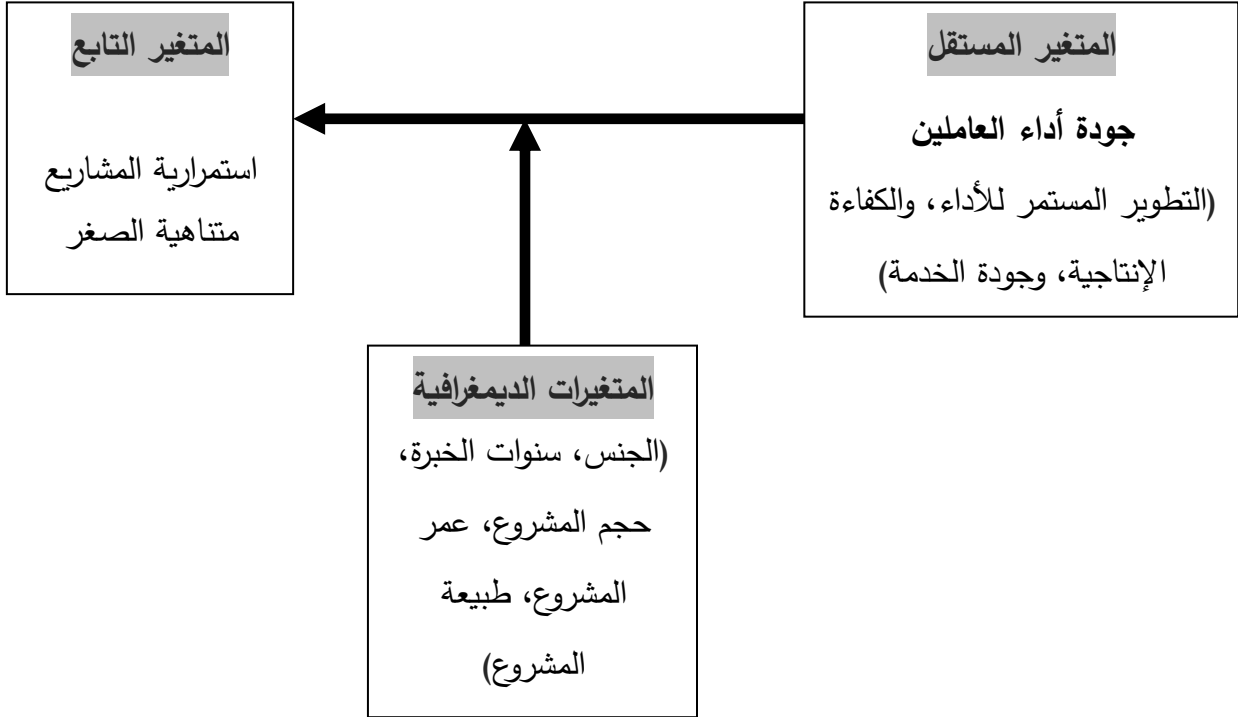 المتغير المستقل
جودة أداء العاملين
(التطوير المستمر للأداء، والكفاءة
الإنتاجية، وجودة الخدمة)
المتغير التابع
استمرارية المشاريع
متناهية الصغر
المتغيرات الديمغرافية
(الجنس، سنوات الخبرة،
حجم المشروع، عمر
المشروع، طبيعة
المشروع)